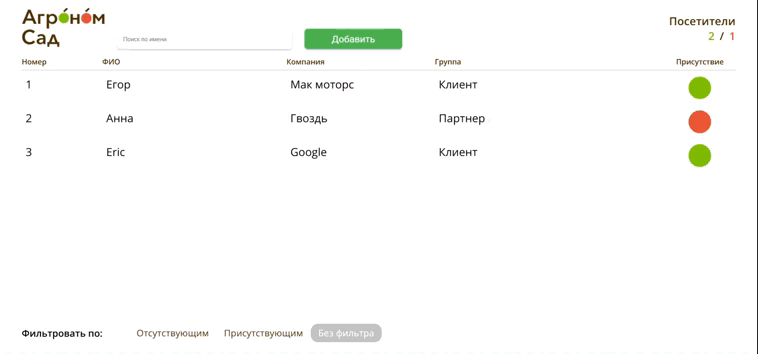 Агроном
Сад
Поиск по имени
Добавить
Посетители
2 / 1
Номер ФИО Компания Группа Присутствие
1 Егор Мак моторс Клиент
2 Анна Гвоздь Партнер
3 Eric Google Клиент
Фильтровать по: Отсутствующим Присутствующим Без фильтра